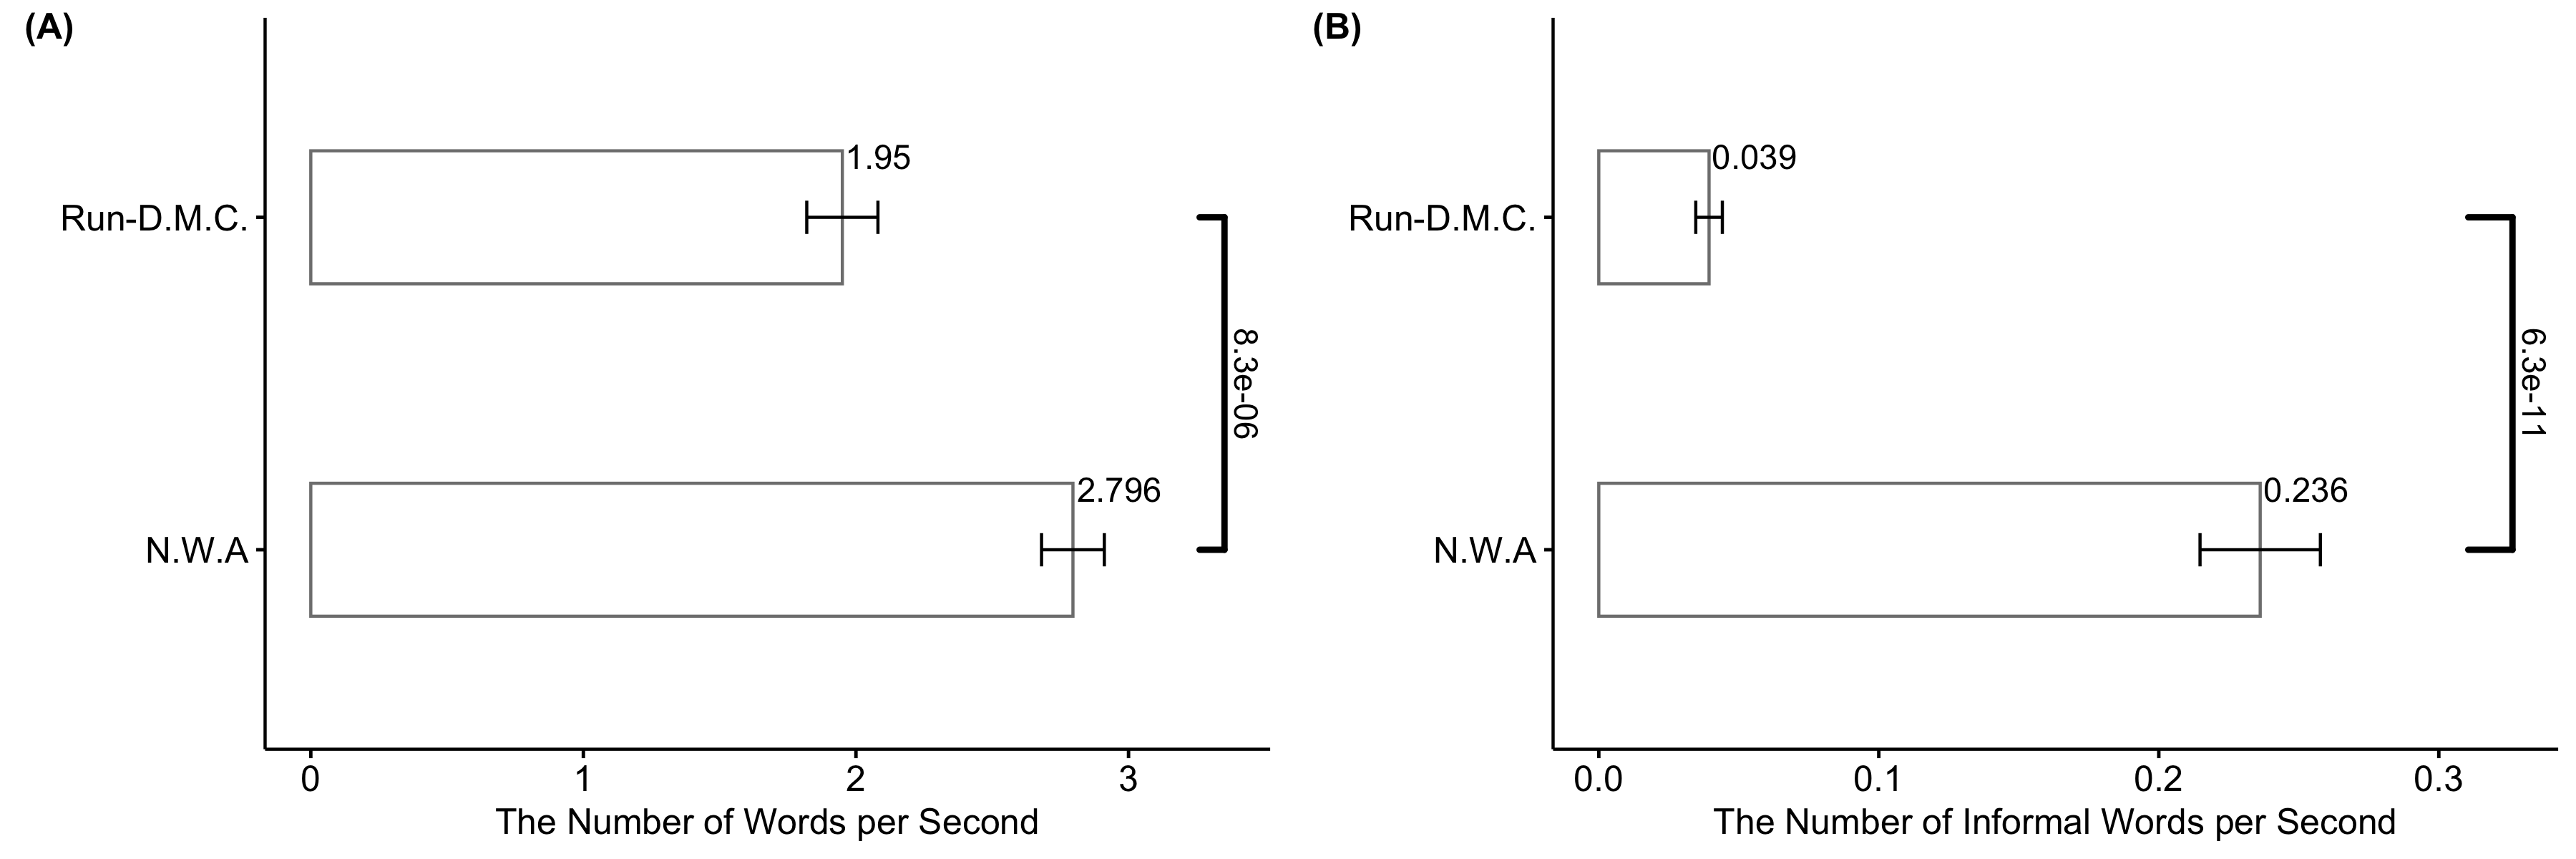 (A)
Run-D.M.C.
1.95
N.W.A
2.796
8.3e-06
0 1 2 3
The Number of Words per Second
(B)
Run-D.M.C.
0.039
N.W.A
0.236
6.3e-11
0.0 0.1 0.2 0.3
The Number of Informal Words per Second